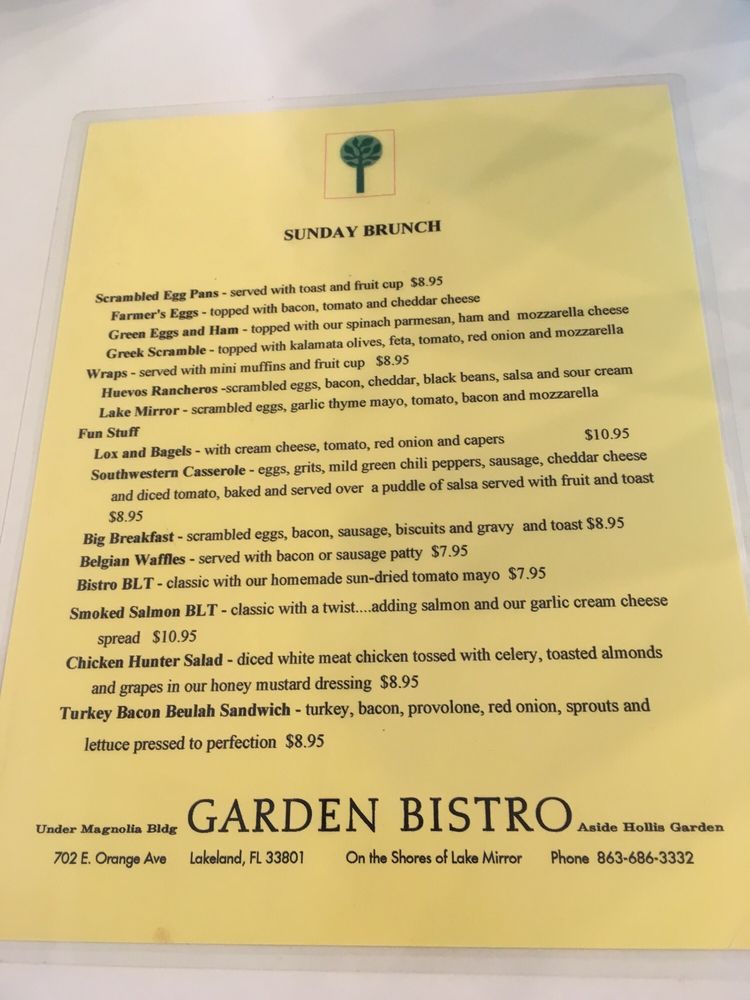 SUNDAY BRUNCH
Scrambled Egg Pans - served with toast and fruit cup $8.95
Farmer's Eggs - topped with bacon, tomato and cheddar cheese
Green Eggs and Ham - topped with our spinach parmesan, ham and mozzarella cheese
Greek Scramble - topped with kalamata olives, feta, tomato, red onion and mozzarella
Wraps - served with mini muffins and fruit cup $8.95
Huevos Rancheros -scrambled eggs, bacon, cheddar, black beans, salsa and sour cream
Lake Mirror - scrambled eggs, garlic thyme mayo, tomato, bacon and mozzarella
Fun Stuff
Lox and Bagels - with cream cheese, tomato, red onion and capers $10.95
Southwestern Casserole - eggs, grits, mild green chili peppers, sausage, cheddar cheese
and diced tomato, baked and served over a puddle of salsa served with fruit and toast
$8.95
Big Breakfast - scrambled eggs, bacon, sausage, biscuits and gravy and toast $8.95
Belgian Waffles - served with bacon or sausage patty $7.95
Bistro BLT - classic with our homemade sun-dried tomato mayo $7.95
Smoked Salmon BLT - classic with a twist....adding salmon and our garlic cream cheese
spread $10.95
Chicken Hunter Salad - diced white meat chicken tossed with celery, toasted almonds
and grapes in our honey mustard dressing $8.95
Turkey Bacon Beulah Sandwich - turkey, bacon, provolone, red onion, sprouts and
lettuce pressed to perfection $8.95
Under Magnolia Bldg GARDEN BISTRO Aside Hollis Garden
702 E. Orange Ave Lakeland, FL 33801 On the Shores of Lake Mirror Phone 863-686-3332